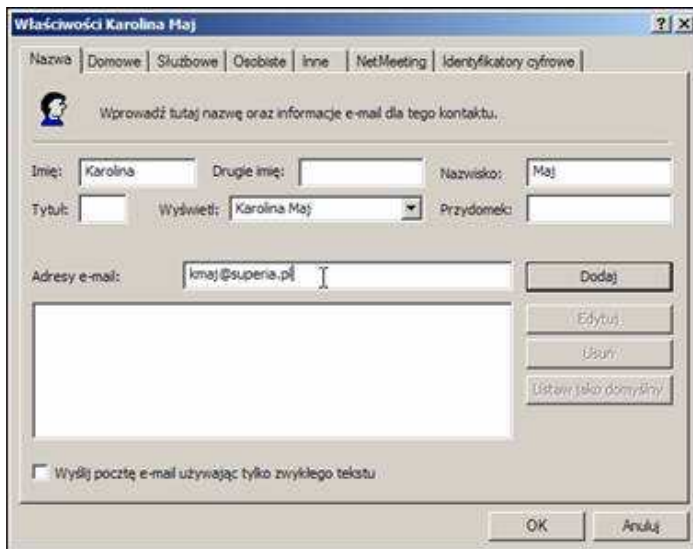 Właściwości Karolina Maj
Nazwa Domowe Służbowe Osobiste Inne NetMeeting Identyfikatory cyfrowe
Wprowadź tutaj nazwę oraz informacje e-mail dla tego kontaktu.
Imię: Karolina Drugie imię: Nazwisko: Maj
Tytuł: Wyświetl: Karolina Maj Przydomek:
Adresy e-mail: kmaj@superia.pl Dodaj
Edytuj
Usuń
Ustaw jako domyślny
Wyślij pocztę e-mail używając tylko zwykłego tekstu
OK Anuluj